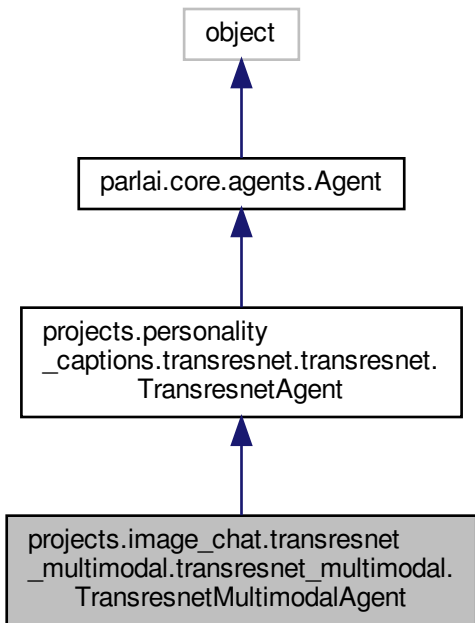 object
parlai.core.agents.Agent
projects.personality
_captions.transresnet.transresnet.
TransresnetAgent
projects.image_chat.transresnet
_multimodal.transresnet_multimodal.
TransresnetMultimodalAgent